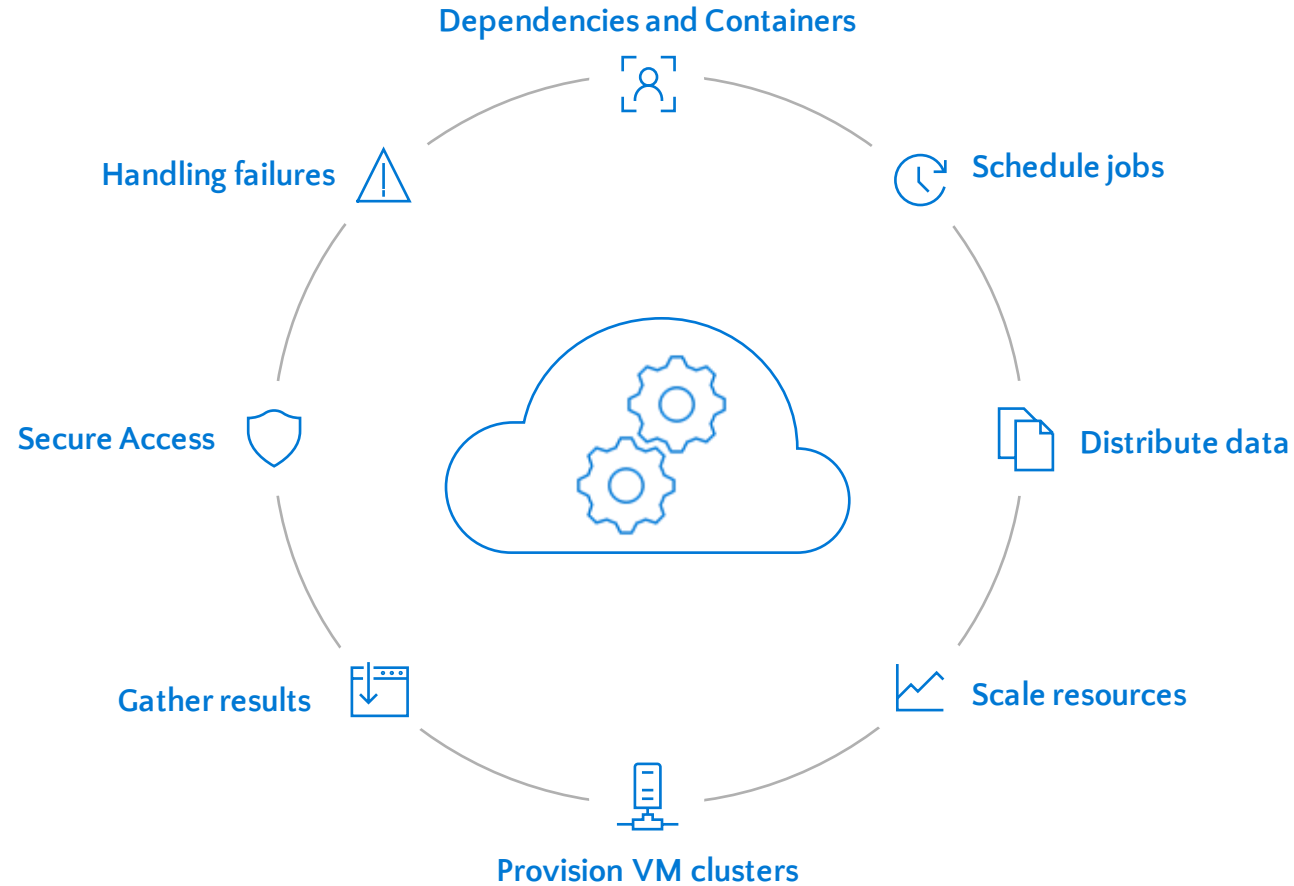 Dependencies and Containers
Schedule jobs
Handling failures
Secure Access
Distribute data
Scale resources
Gather results
Provision VM clusters